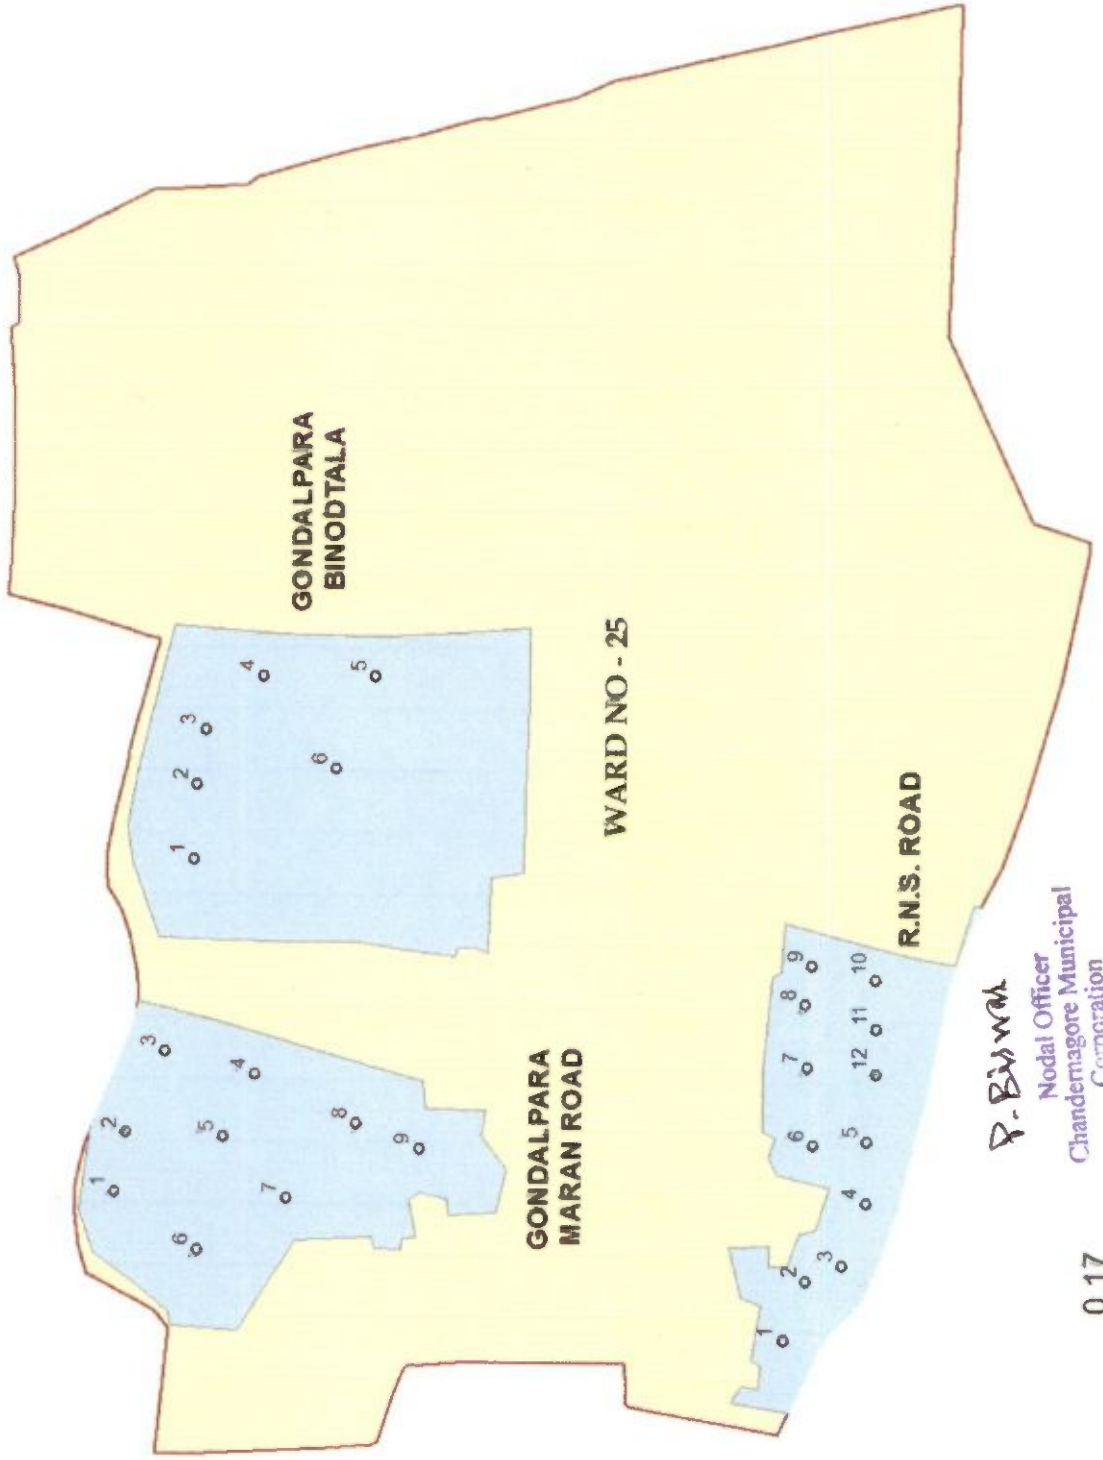 GONDALPARA
BINODTALA
1
2
3
4
5
6
WARD NO - 25
GONDALPARA
MARAN ROAD
1
2
3
4
5
6
7
8
9
R.N.S. ROAD
1
2
3
4
5
6
7
8
9
10
11
12
P. Biswas
Nodal Officer
Chandernagore Municipal
Corporation
0.17